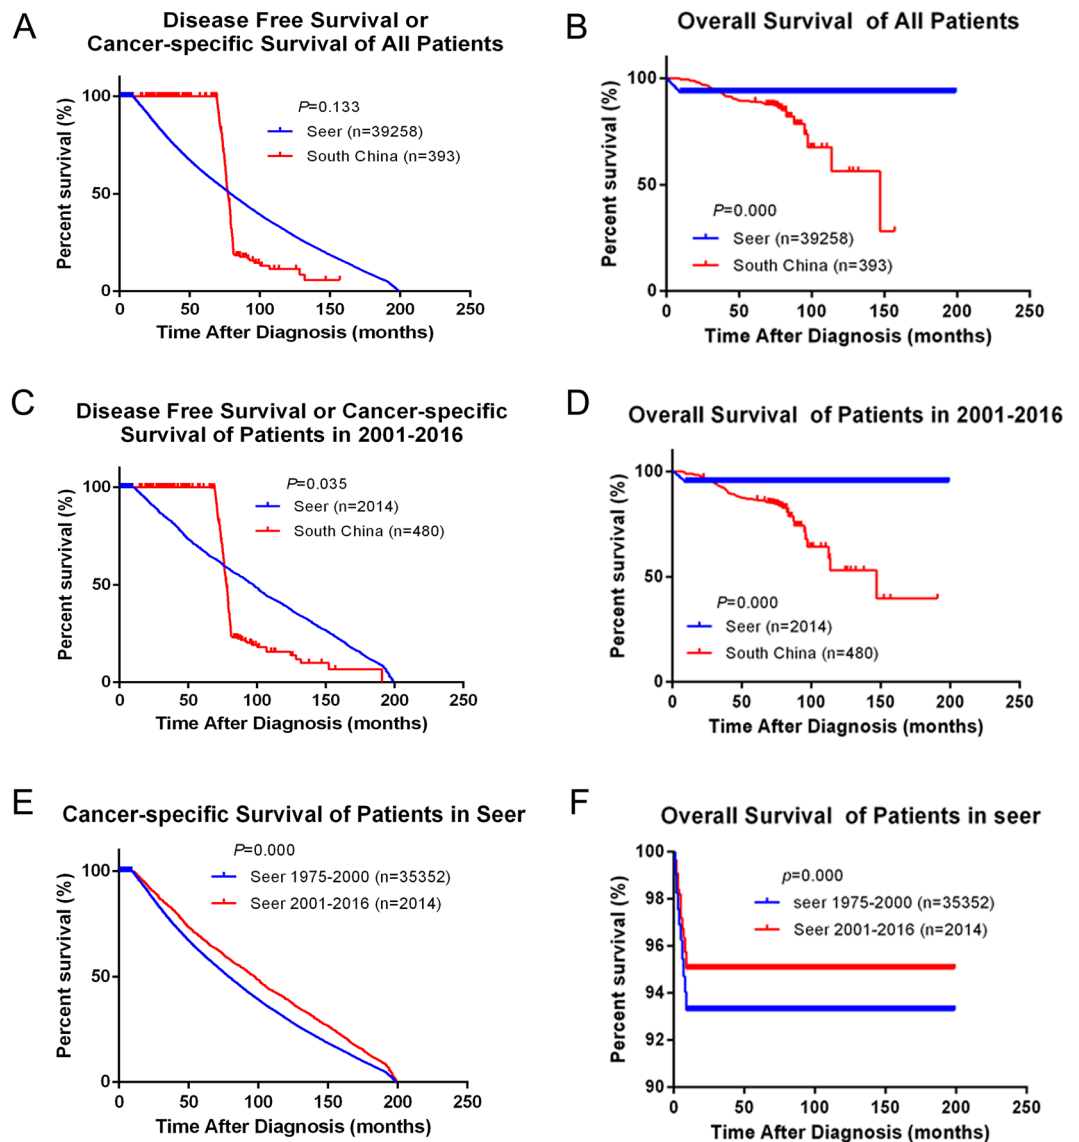 A
Disease Free Survival or
Cancer-specific Survival of All Patients
Percent survival (%)
100
50
0
P=0.133
Seer (n=39258)
South China (n=393)
0 50 100 150 200 250
Time After Diagnosis (months)
B
Overall Survival of All Patients
Percent survival (%)
100
50
0
P=0.000
Seer (n=39258)
South China (n=393)
0 50 100 150 200 250
Time After Diagnosis (months)
C
Disease Free Survival or Cancer-specific
Survival of Patients in 2001-2016
Percent survival (%)
100
50
0
P=0.035
Seer (n=2014)
South China (n=480)
0 50 100 150 200 250
Time After Diagnosis (months)
D
Overall Survival of Patients in 2001-2016
Percent survival (%)
100
50
0
P=0.000
Seer (n=2014)
South China (n=480)
0 50 100 150 200 250
Time After Diagnosis (months)
E
Cancer-specific Survival of Patients in Seer
Percent survival (%)
100
50
0
P=0.000
Seer 1975-2000 (n=35352)
Seer 2001-2016 (n=2014)
0 50 100 150 200 250
Time After Diagnosis (months)
F
Overall Survival of Patients in seer
Percent survival (%)
100
98
96
94
92
90
p=0.000
seer 1975-2000 (n=35352)
Seer 2001-2016 (n=2014)
0 50 100 150 200 250
Time After Diagnosis (months)